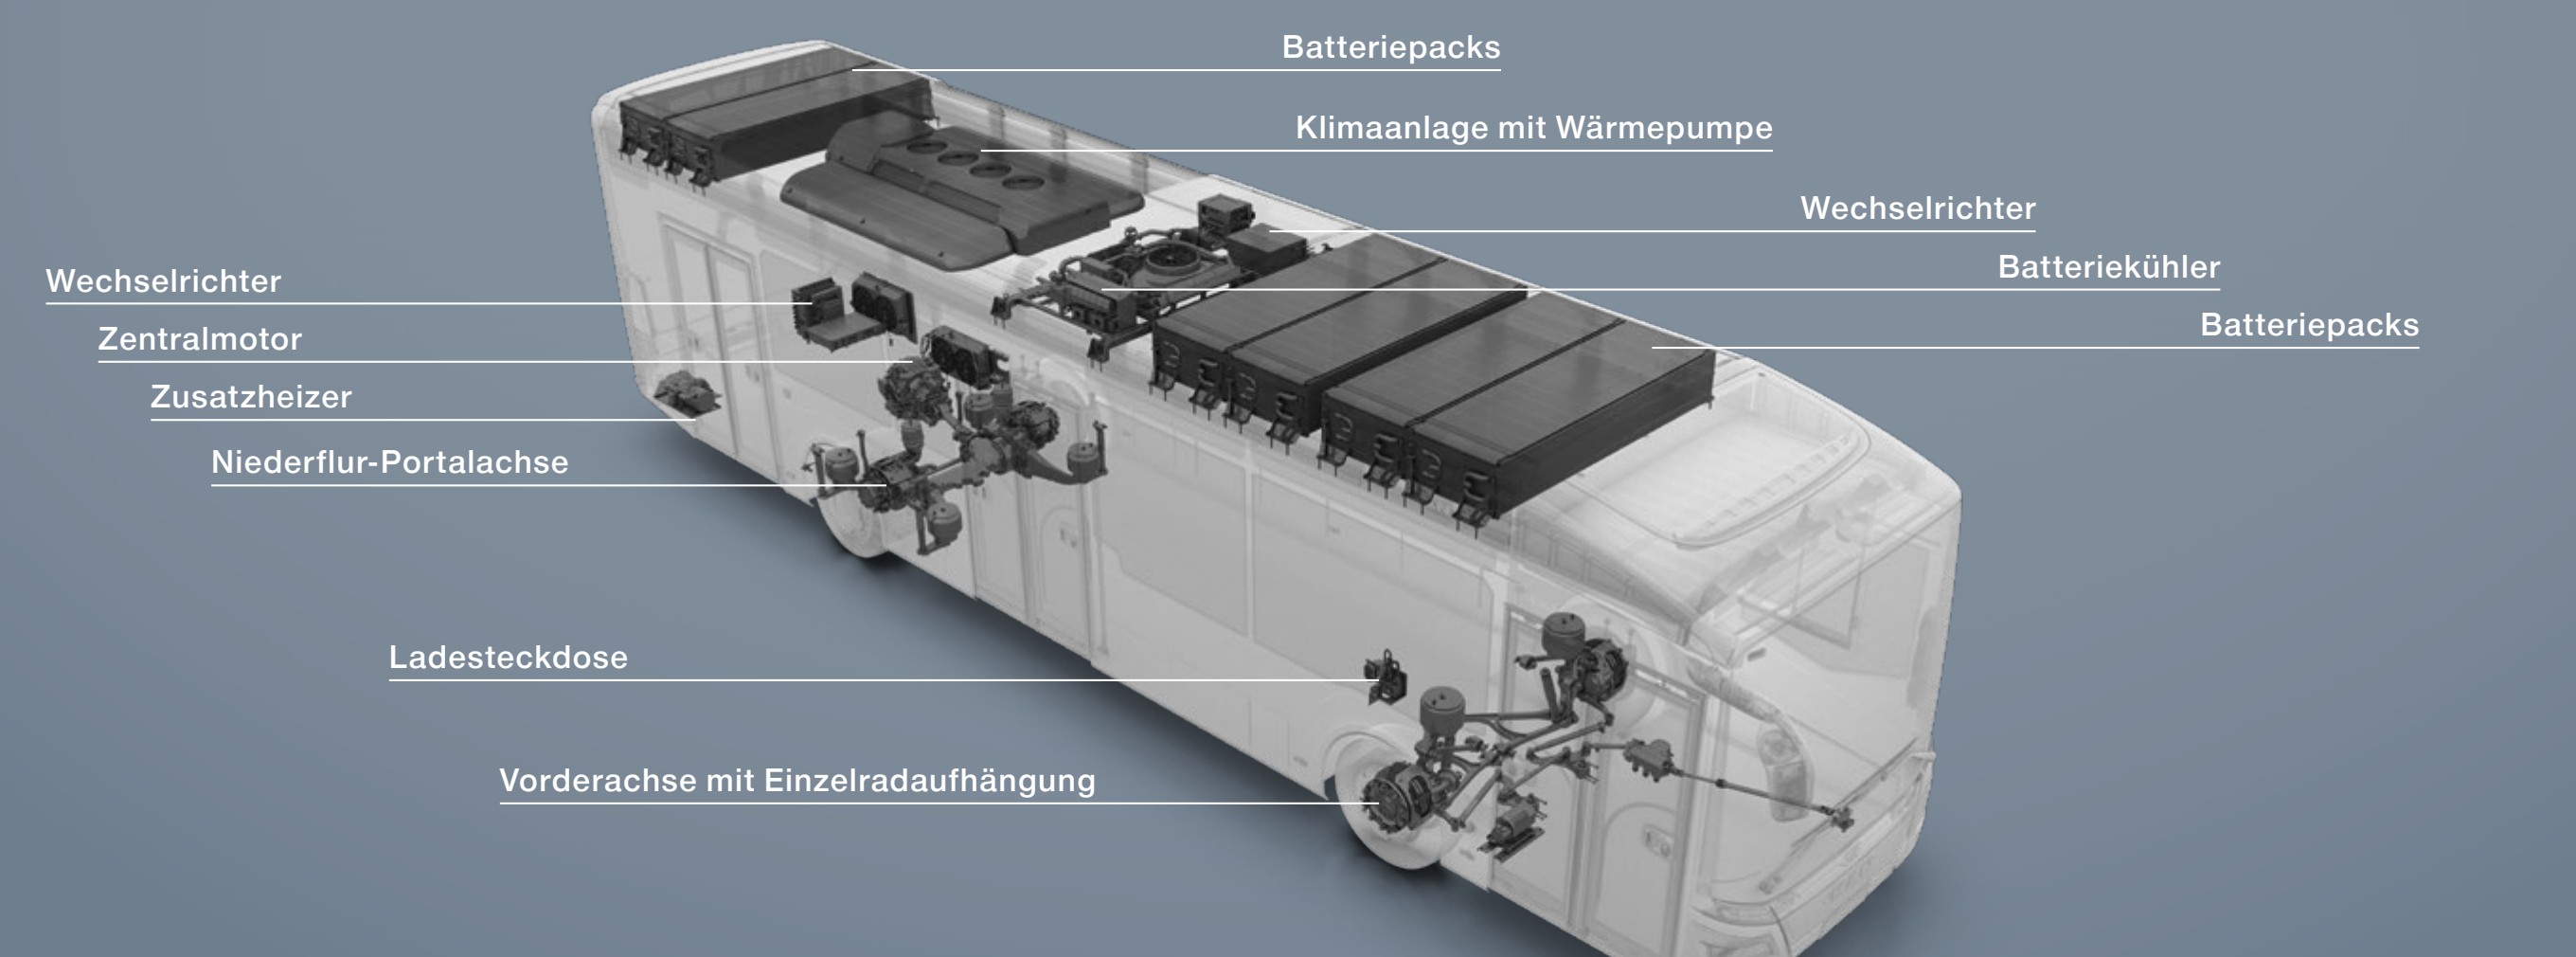 Batteriepacks
Klimaanlage mit Wärmepumpe
Wechselrichter
Batteriekühler
Batteriepacks
Wechselrichter
Zentralmotor
Zusatzheizer
Niederflur-Portalachse
Ladesteckdose
Vorderachse mit Einzelradaufhängung